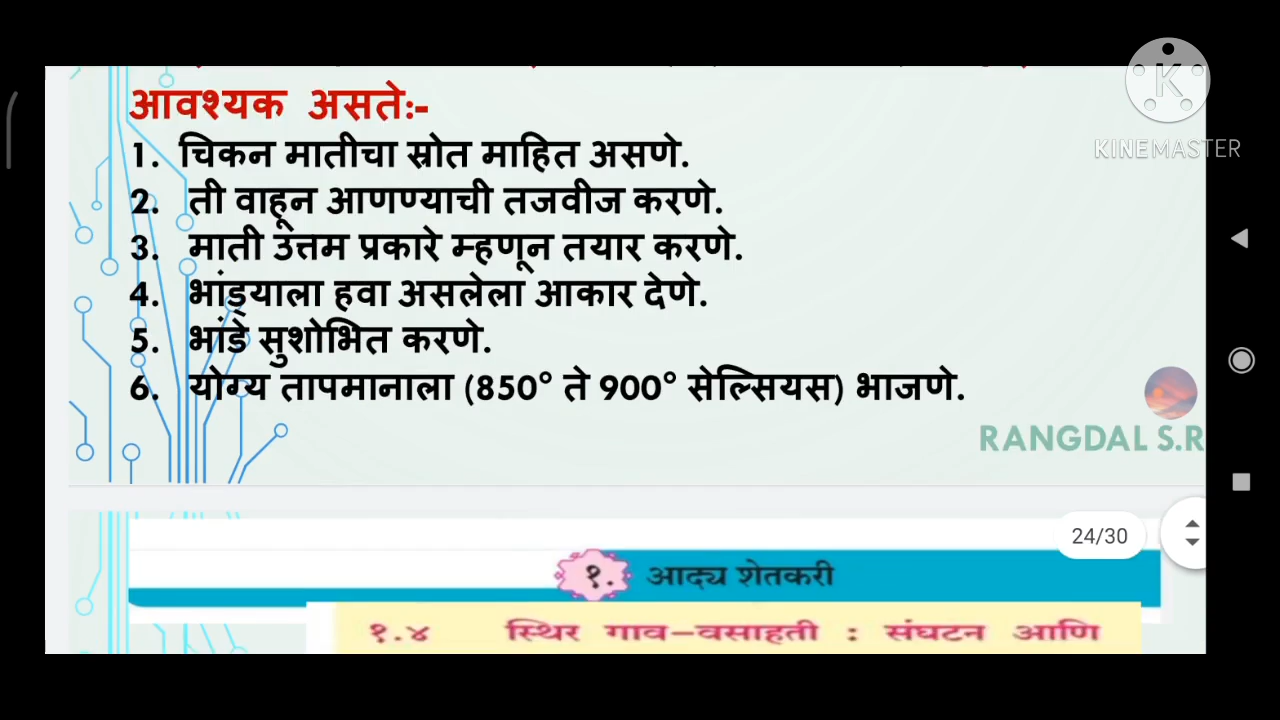 आवश्यक असते:-
1. चिकन मातीचा स्रोत माहित असणे.
2. ती वाहून आणण्याची तजवीज करणे.
3. माती उत्तम प्रकारे म्हणून तयार करणे.
4. भांड्याला हवा असलेला आकार देणे.
5. भांडे सुशोभित करणे.
6. योग्य तापमानाला (850° ते 900° सेल्सियस) भाजणे.
K
KINEMASTER
RANGDAL S.R
24/30
१. आद्य शेतकरी
१.४ स्थिर गाव-वसाहती : संघटन आणि